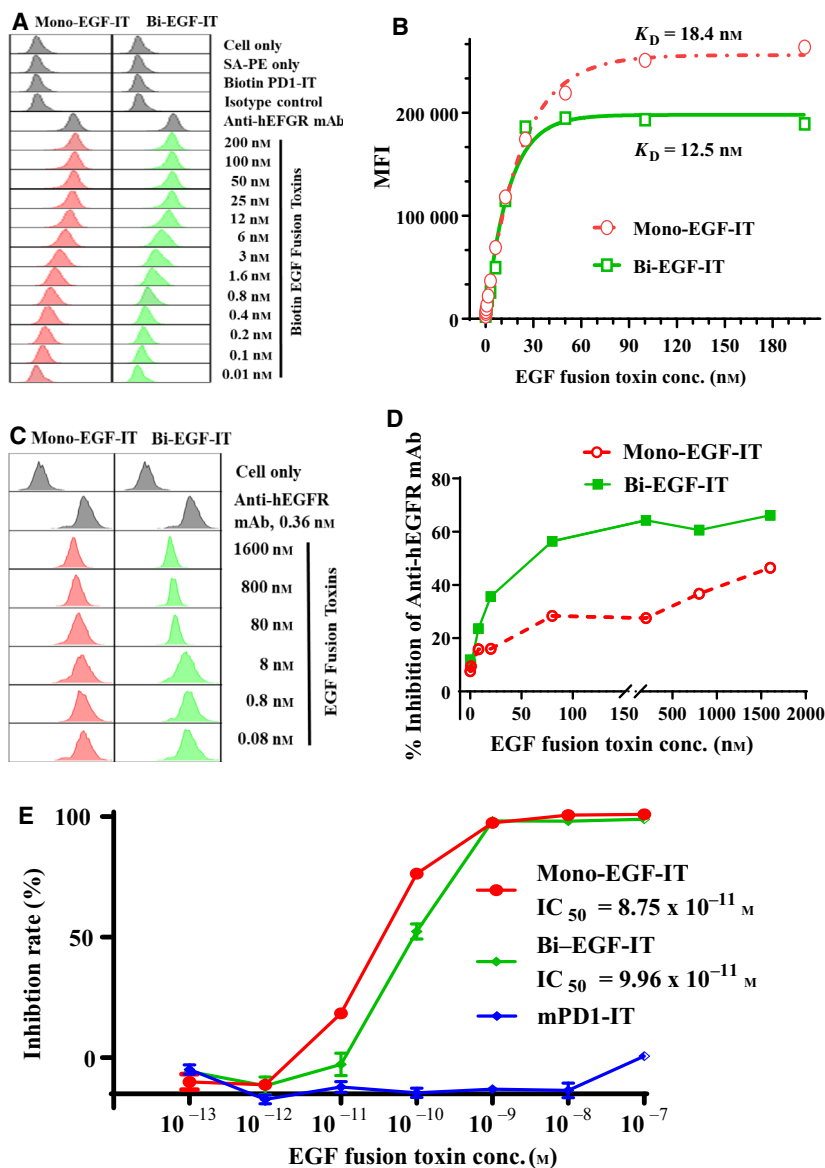 A
Mono-EGF-IT Bi-EGF-IT
Cell only
SA-PE only
Biotin PD1-IT
Isotype control
Anti-hEFGR mAb
200 nM
100 nM
50 nM
25 nM
12 nM
6 nM
3 nM
1.6 nM
0.8 nM
0.4 nM
0.2 nM
0.1 nM
0.01 nM
Biotin EGF Fusion Toxins
B
KD = 18.4 nM
KD = 12.5 nM
200 000
100 000
0
MFI
Mono-EGF-IT
Bi-EGF-IT
0 30 60 90 120 150 180
EGF fusion toxin conc. (nM)
C
Mono-EGF-IT Bi-EGF-IT
Cell only
Anti-hEGFR
mAb, 0.36 nM
1600 nM
800 nM
80 nM
8 nM
0.8 nM
0.08 nM
EGF Fusion Toxins
D
Mono-EGF-IT
Bi-EGF-IT
% Inhibition of Anti-hEGFR mAb
80
60
40
20
0
0 50 100 150 500 1000 1500 2000
EGF fusion toxin conc. (nM)
E
100
50
0
Inhibtion rate (%)
Mono-EGF-IT
IC 50 = 8.75 x 10–11 M
Bi–EGF-IT
IC 50 = 9.96 x 10–11 M
mPD1-IT
10–13 10–12 10–11 10–10 10–9 10–8 10–7
EGF fusion toxin conc. (M)